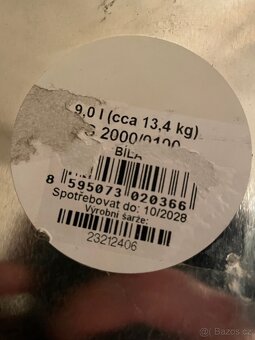 9,0 l (cca 13,4 kg)
S 2000/0100
BÍLÁ
8 595073 020366
Spotřebovat do: 10/2028
Výrobní šarže:
23212406
© Bazos.cz